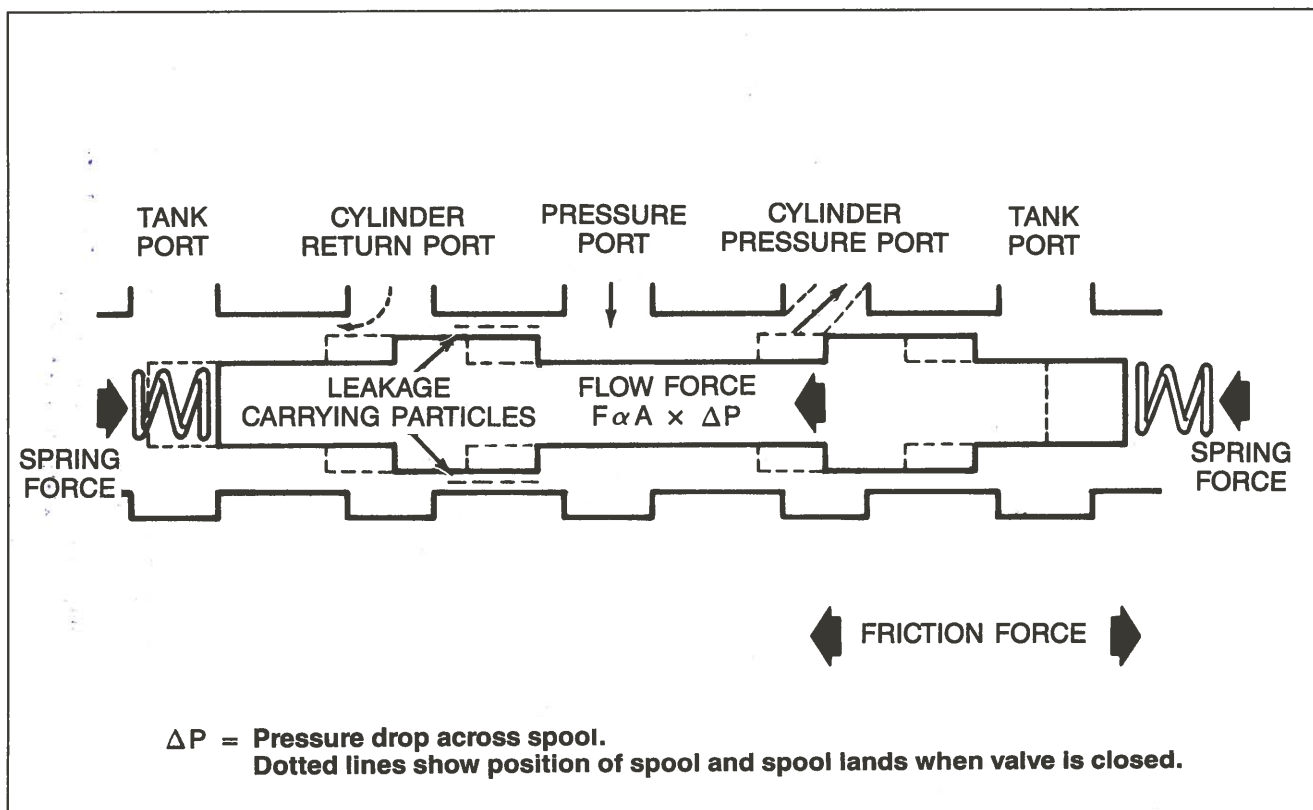 TANK
PORT
CYLINDER
RETURN PORT
PRESSURE
PORT
CYLINDER
PRESSURE PORT
TANK
PORT
LEAKAGE
CARRYING PARTICLES
FLOW FORCE
F α A × ΔP
SPRING
FORCE
SPRING
FORCE
FRICTION FORCE
ΔP = Pressure drop across spool.
Dotted lines show position of spool and spool lands when valve is closed.